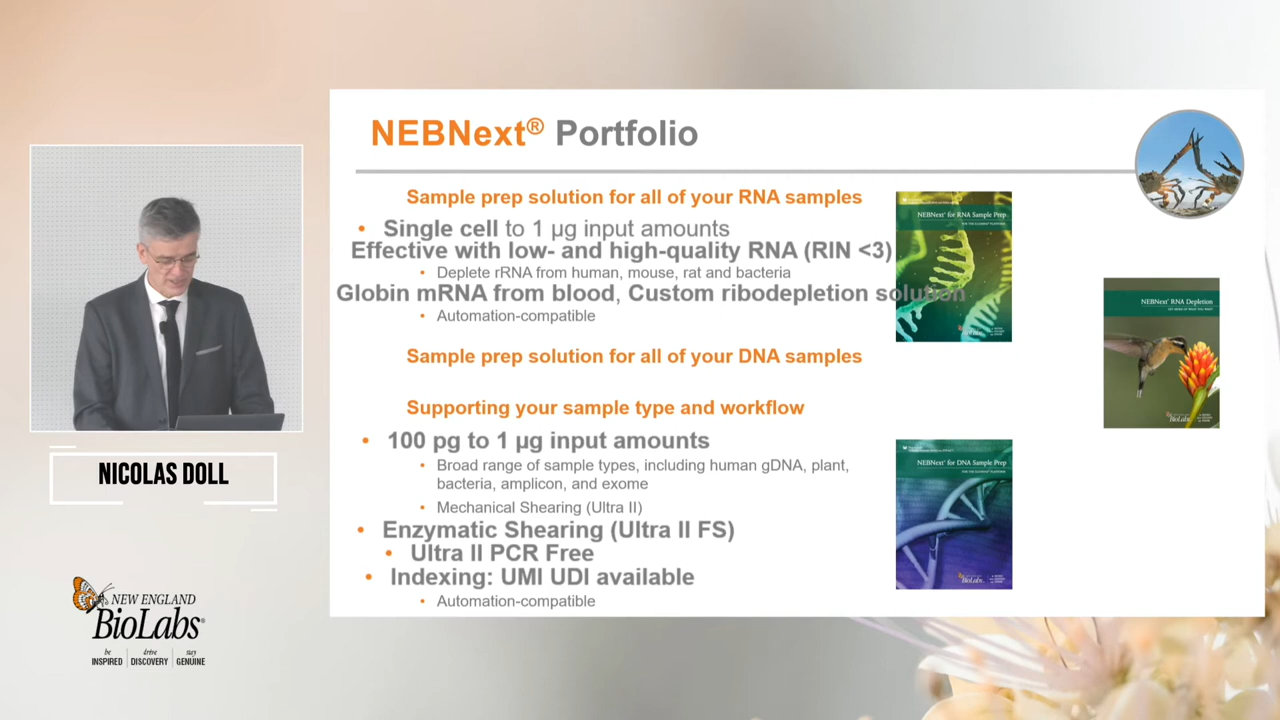 NEBNext® Portfolio
Sample prep solution for all of your RNA samples
• Single cell to 1 µg input amounts
Effective with low- and high-quality RNA (RIN <3)
• Deplete rRNA from human, mouse, rat and bacteria
Globin mRNA from blood, Custom ribodepletion solution
• Automation-compatible
Sample prep solution for all of your DNA samples
Supporting your sample type and workflow
• 100 pg to 1 µg input amounts
• Broad range of sample types, including human gDNA, plant,
bacteria, amplicon, and exome
• Mechanical Shearing (Ultra II)
• Enzymatic Shearing (Ultra II FS)
• Ultra II PCR Free
• Indexing: UMI UDI available
• Automation-compatible
NEBNext® for RNA Sample Prep
NEBNext® RNA Depletion
NEBNext® for DNA Sample Prep
NICOLAS DOLL
NEW ENGLAND
BioLabs®
be INSPIRED drive DISCOVERY stay GENUINE